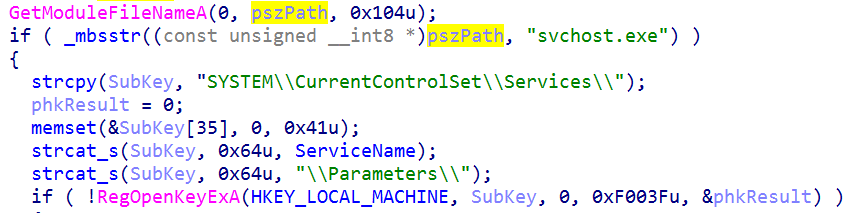 GetModuleFileNameA(0, pszPath, 0x104u);
if ( _mbsstr((const unsigned __int8 *)pszPath, "svchost.exe") )
{
strcpy(SubKey, "SYSTEM\\CurrentControlSet\\Services\\");
phkResult = 0;
memset(&SubKey[35], 0, 0x41u);
strcat_s(SubKey, 0x64u, ServiceName);
strcat_s(SubKey, 0x64u, "\\Parameters\\");
if ( !RegOpenKeyExA(HKEY_LOCAL_MACHINE, SubKey, 0, 0xF003Fu, &phkResult) )